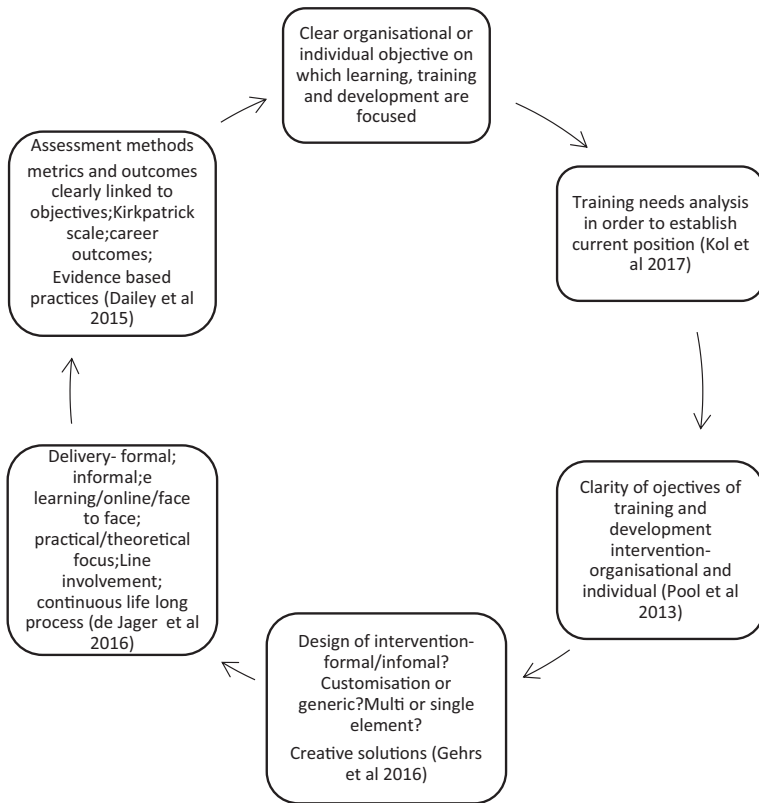 Clear organisational or
individual objective on
which learning, training
and development are
focused
Training needs analysis
in order to establish
current position (Kol et
al 2017)
Clarity of ojectives of
training and
development
intervention-
organisational and
individual (Pool et al
2013)
Design of intervention-
formal/infomal?
Customisation or
generic?Multi or single
element?
Creative solutions (Gehrs
et al 2016)
Delivery- formal;
informal;e
learning/online/face
to face;
practical/theoretical
focus;Line
involvement;
continuous life long
process (de Jager et al
2016)
Assessment methods
metrics and outcomes
clearly linked to
objectives;Kirkpatrick
scale;career
outcomes;
Evidence based
practices (Dailey et al
2015)